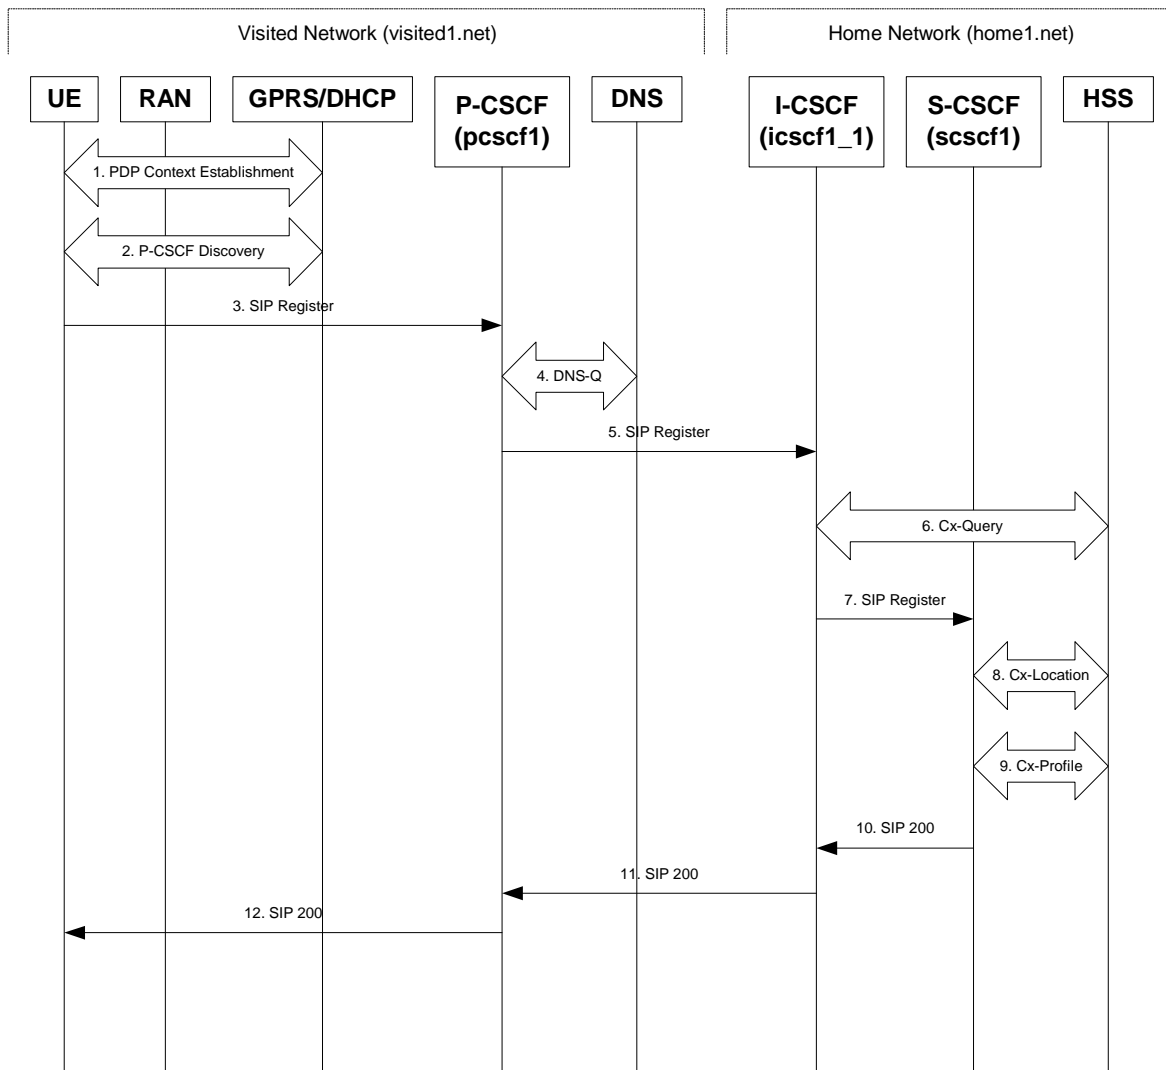 Visited Network (visited1.net)
Home Network (home1.net)
UE
RAN
GPRS/DHCP
P-CSCF
(pcscf1)
DNS
I-CSCF
(icscf1_1)
S-CSCF
(scscf1)
HSS
1. PDP Context Establishment
2. P-CSCF Discovery
3. SIP Register
4. DNS-Q
5. SIP Register
6. Cx-Query
7. SIP Register
8. Cx-Location
9. Cx-Profile
10. SIP 200
11. SIP 200
12. SIP 200